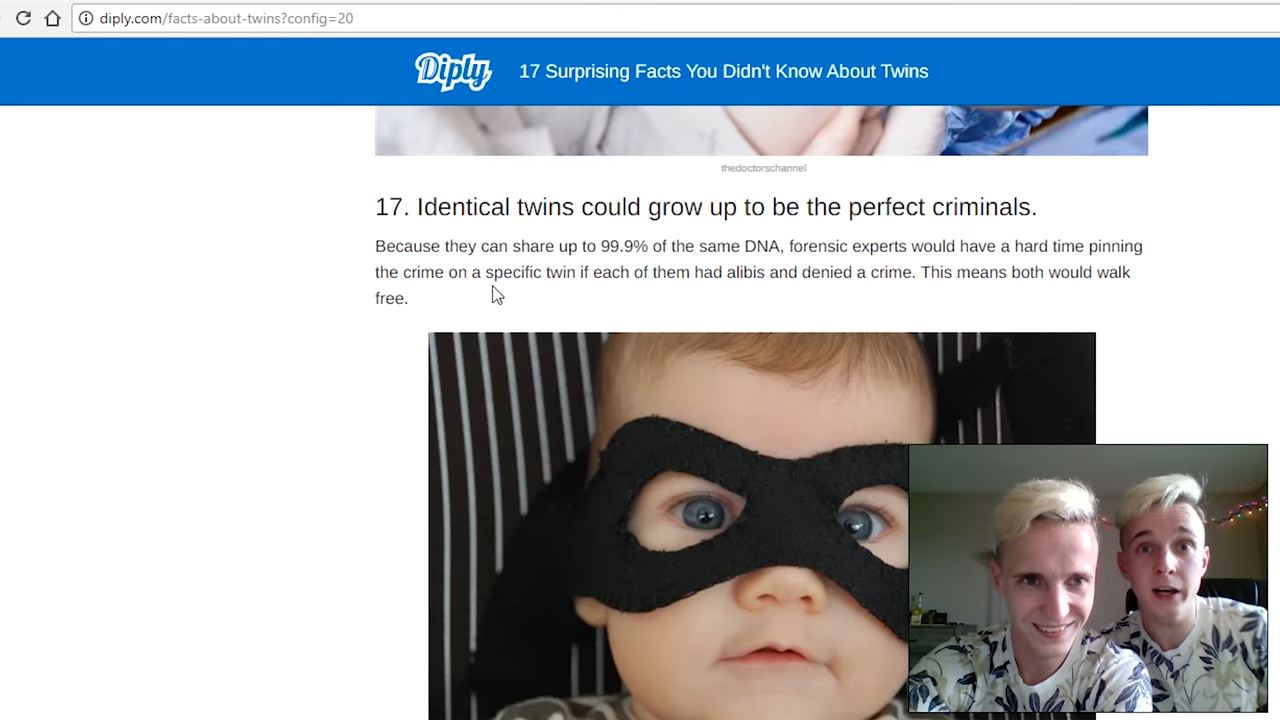 diply.com/facts-about-twins?config=20
Diply 17 Surprising Facts You Didn't Know About Twins
thedoctorschannel
17. Identical twins could grow up to be the perfect criminals.
Because they can share up to 99.9% of the same DNA, forensic experts would have a hard time pinning
the crime on a specific twin if each of them had alibis and denied a crime. This means both would walk
free.